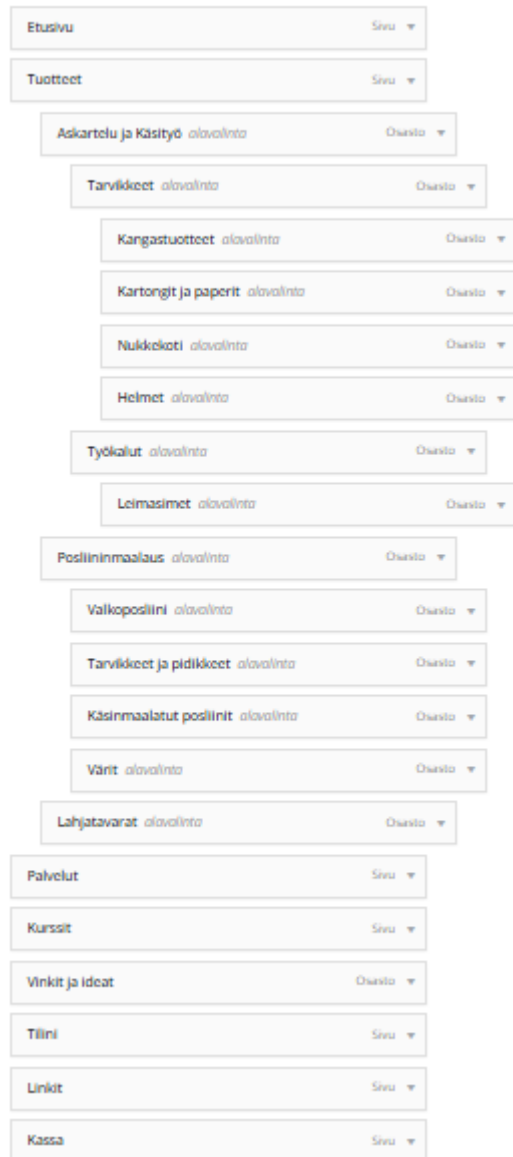 Etusivu Sivu
Tuotteet Sivu
Askartelu ja Käsityö alavalinta Osasto
Tarvikkeet alavalinta Osasto
Kangastuotteet alavalinta Osasto
Kartongit ja paperit alavalinta Osasto
Nukkekoti alavalinta Osasto
Helmet alavalinta Osasto
Työkalut alavalinta Osasto
Leimasimet alavalinta Osasto
Posliininmaalaus alavalinta Osasto
Valkoposliini alavalinta Osasto
Tarvikkeet ja pidikkeet alavalinta Osasto
Käsinmaalatut posliinit alavalinta Osasto
Värit alavalinta Osasto
Lahjatavarat alavalinta Osasto
Palvelut Sivu
Kurssit Sivu
Vinkit ja ideat Osasto
Tilini Sivu
Linkit Sivu
Kassa Sivu